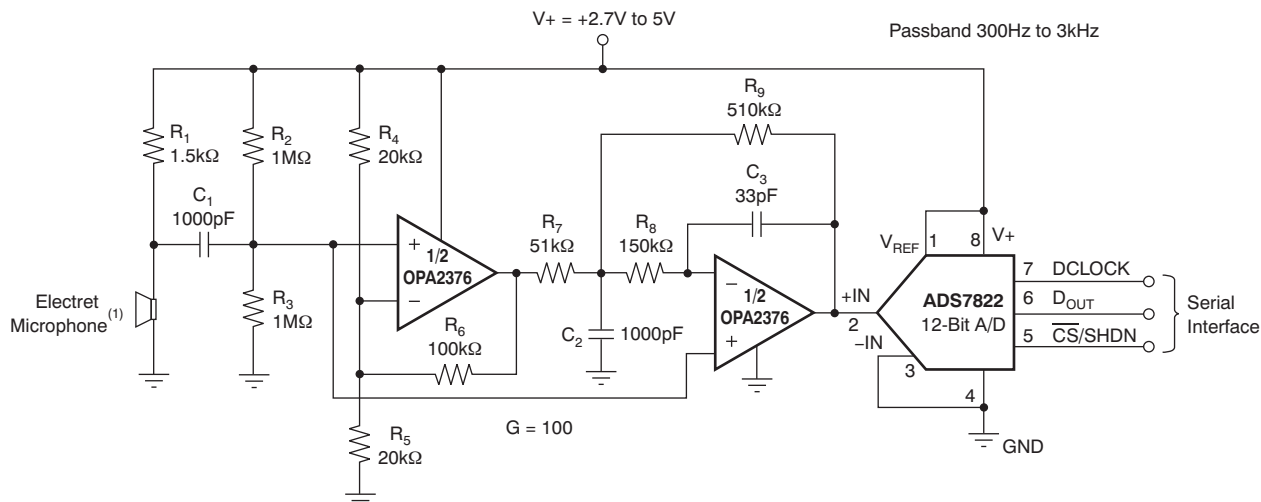 V+ = +2.7V to 5V
Passband 300Hz to 3kHz
R1
1.5kΩ
R2
1MΩ
R4
20kΩ
R9
510kΩ
C3
33pF
C1
1000pF
R7
51kΩ
R8
150kΩ
+
1/2
OPA2376
−
R6
100kΩ
Electret
Microphone(1)
R3
1MΩ
C2
1000pF
−
1/2
OPA2376
+
VREF
1
8
V+
+IN
2
−IN
3
ADS7822
12-Bit A/D
7
DCLOCK
6
DOUT
5
C̅S̅/SHDN
4
Serial
Interface
GND
G = 100
R5
20kΩ